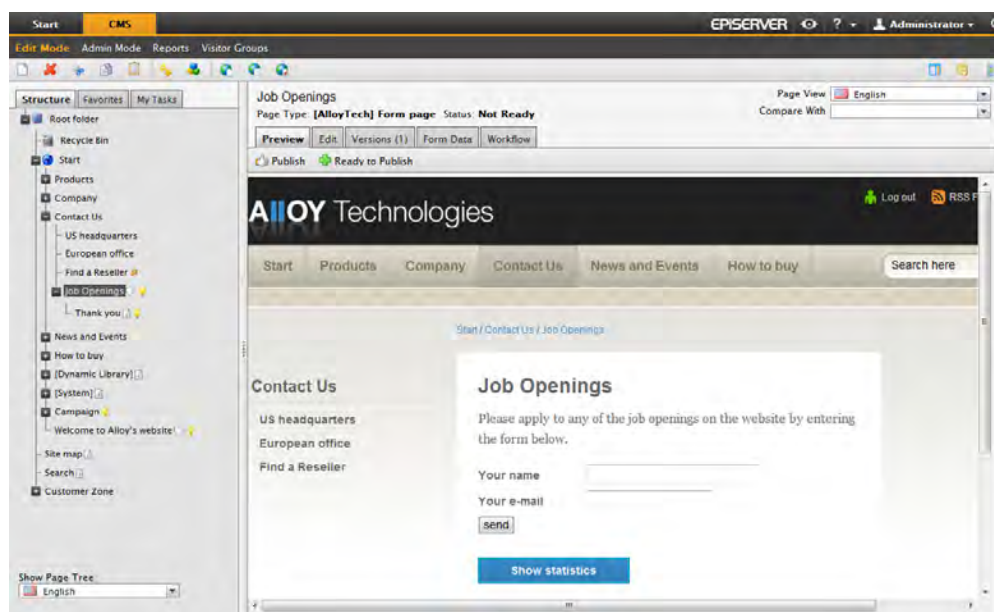 Start CMS EPISERVER ? Administrator
Edit Mode Admin Mode Reports Visitor Groups
Structure Favorites My Tasks
Root folder
Recycle Bin
Start
Products
Company
Contact Us
US headquarters
European office
Find a Reseller
Job Openings
Thank you
News and Events
How to buy
[Dynamic Library]
[System]
Campaign
Welcome to Alloy's website
Site map
Search
Customer Zone
Show Page Tree
English
Job Openings
Page Type: [AlloyTech] Form page Status: Not Ready
Page View English
Compare With
Preview Edit Versions (1) Form Data Workflow
Publish Ready to Publish
ALLOY Technologies
Log out RSS F
Start Products Company Contact Us News and Events How to buy Search here
Start / Contact Us / Job Openings
Contact Us
US headquarters
European office
Find a Reseller
Job Openings
Please apply to any of the job openings on the website by entering
the form below.
Your name
Your e-mail
send
Show statistics